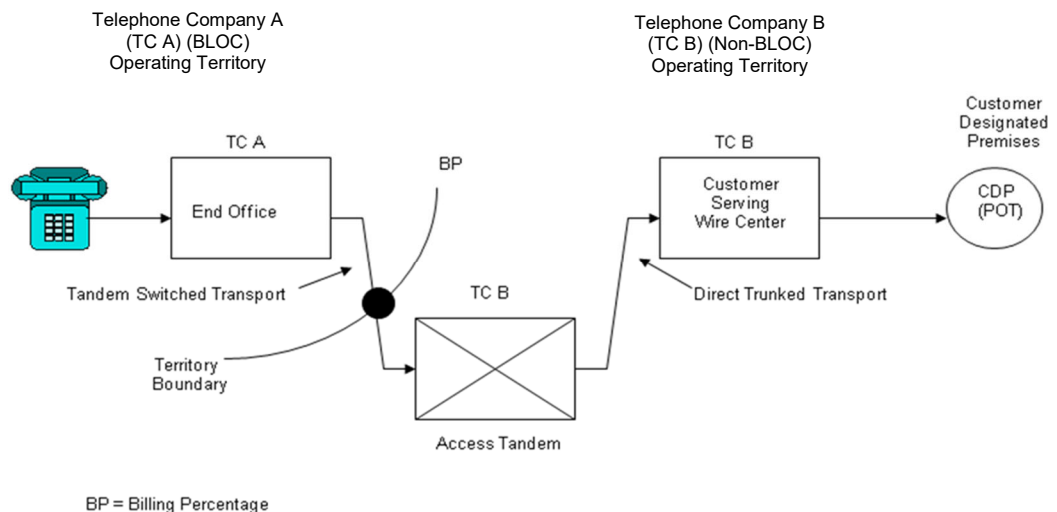 Telephone Company A
(TC A) (BLOC)
Operating Territory
Telephone Company B
(TC B) (Non-BLOC)
Operating Territory
Customer
Designated
Premises
TC A
BP
TC B
End Office
Customer
Serving
Wire Center
CDP
(POT)
Tandem Switched Transport
TC B
Direct Trunked Transport
Territory
Boundary
Access Tandem
BP = Billing Percentage